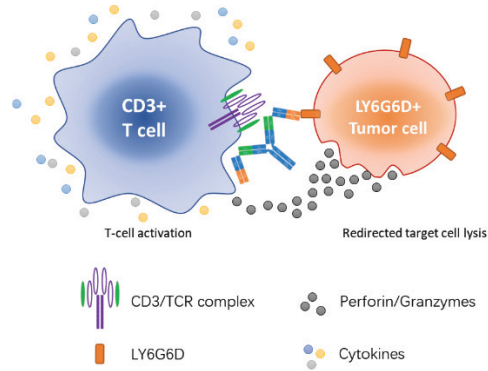 CD3+
T cell
LY6G6D+
Tumor cell
T-cell activation
Redirected target cell lysis
CD3/TCR complex
Perforin/Granzymes
LY6G6D
Cytokines